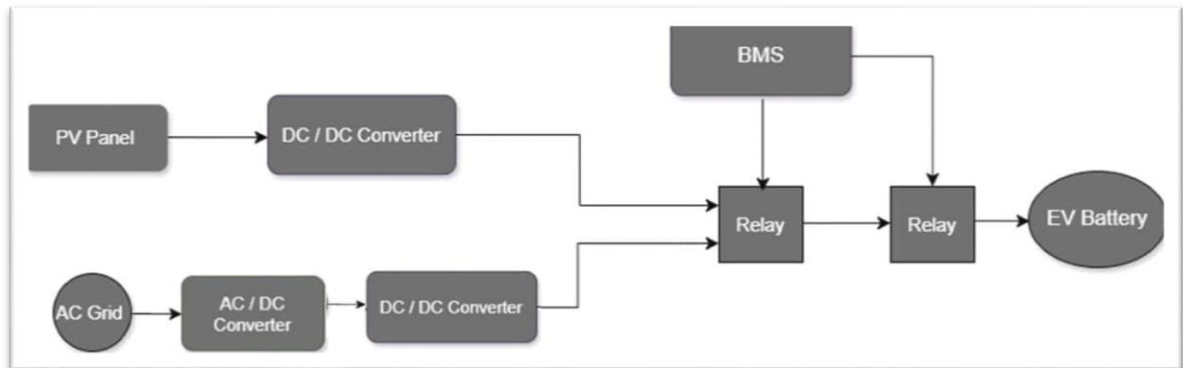 BMS
PV Panel
DC / DC Converter
Relay
Relay
EV Battery
AC Grid
AC / DC
Converter
DC / DC Converter